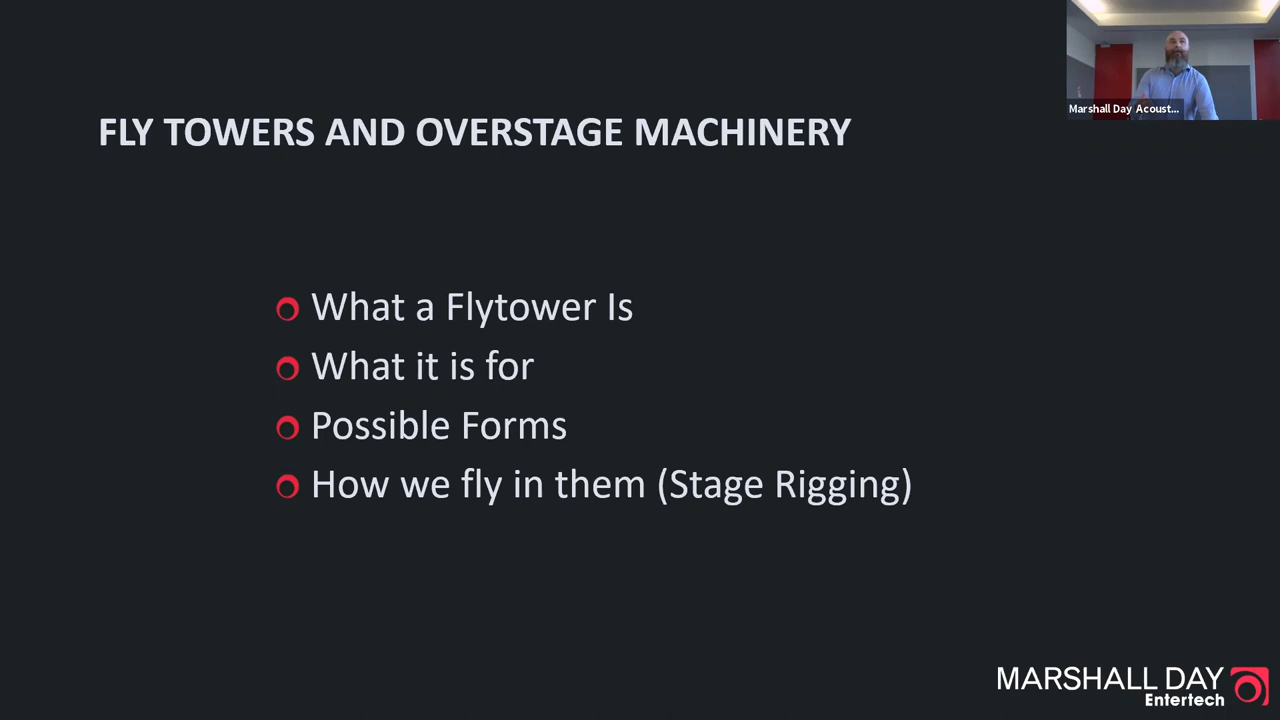 Marshall Day Acoust...
FLY TOWERS AND OVERSTAGE MACHINERY
What a Flytower Is
What it is for
Possible Forms
How we fly in them (Stage Rigging)
MARSHALL DAY
Entertech